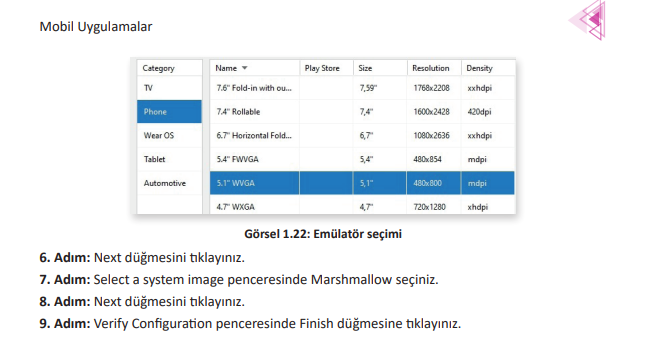 Mobil Uygulamalar
Category Name Play Store Size Resolution Density
TV 7.6" Fold-in with ou... 7,59" 1768x2208 xxhdpi
Phone 7.4" Rollable 7,4" 1600x2428 420dpi
Wear OS 6.7" Horizontal Fold... 6,7" 1080x2636 xxhdpi
Tablet 5.4" FWVGA 5,4" 480x854 mdpi
Automotive 5.1" WVGA 5,1" 480x800 mdpi
4.7" WXGA 4,7" 720x1280 xhdpi
Görsel 1.22: Emülatör seçimi
6. Adım: Next düğmesini tıklayınız.
7. Adım: Select a system image penceresinde Marshmallow seçiniz.
8. Adım: Next düğmesini tıklayınız.
9. Adım: Verify Configuration penceresinde Finish düğmesine tıklayınız.